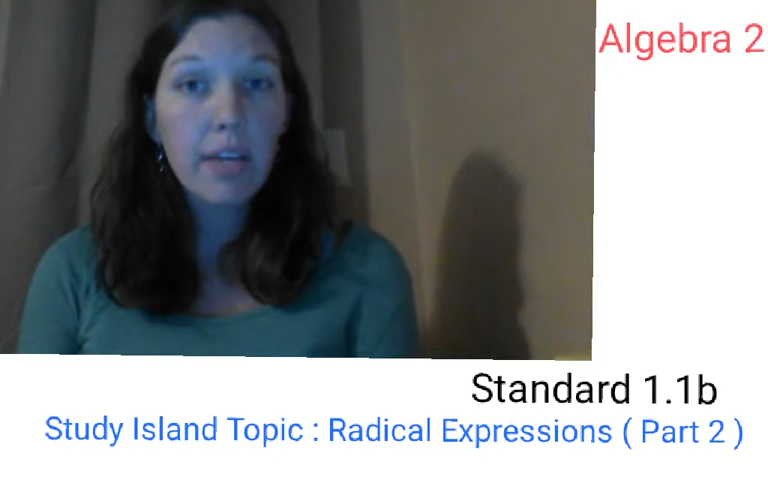 Algebra 2
Standard 1.1b
Study Island Topic : Radical Expressions ( Part 2 )